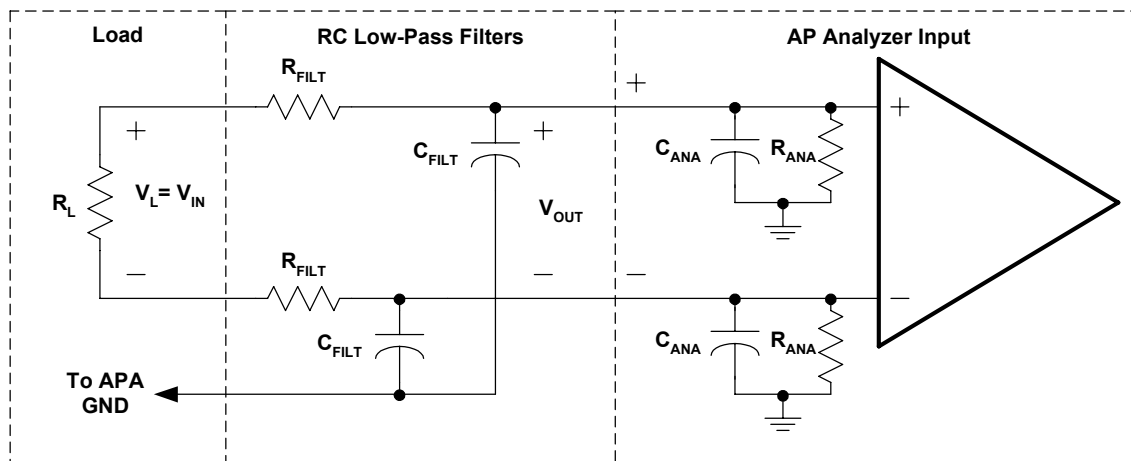 Load
RC Low-Pass Filters
AP Analyzer Input
R_FILT
+
+
+
+
C_FILT
C_ANA
R_ANA
R_L
V_L= V_IN
V_OUT
−
R_FILT
−
−
−
C_FILT
C_ANA
R_ANA
To APA
GND